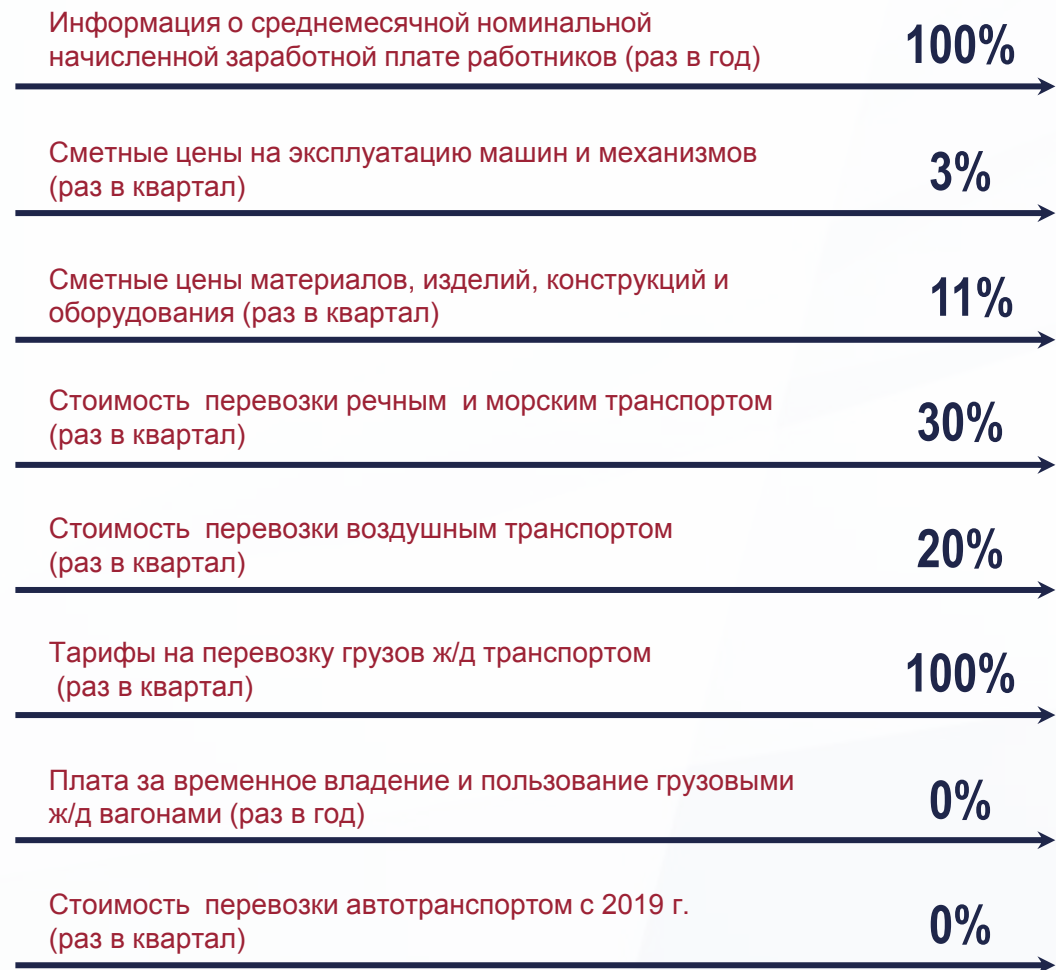 Информация о среднемесячной номинальной
начисленной заработной плате работников (раз в год)
100%
Сметные цены на эксплуатацию машин и механизмов
(раз в квартал)
3%
Сметные цены материалов, изделий, конструкций и
оборудования (раз в квартал)
11%
Стоимость перевозки речным и морским транспортом
(раз в квартал)
30%
Стоимость перевозки воздушным транспортом
(раз в квартал)
20%
Тарифы на перевозку грузов ж/д транспортом
(раз в квартал)
100%
Плата за временное владение и пользование грузовыми
ж/д вагонами (раз в год)
0%
Стоимость перевозки автотранспортом с 2019 г.
(раз в квартал)
0%